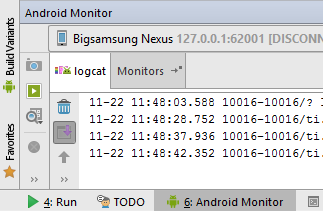 Android Monitor
Bigsamsung Nexus 127.0.0.1:62001 [DISCONN
logcat Monitors
11-22 11:48:03.588 10016-10016/?
11-22 11:48:28.752 10016-10016/ti.
11-22 11:48:37.936 10016-10016/ti.
11-22 11:48:42.352 10016-10016/ti.
Build Variants
Favorites
4: Run TODO 6: Android Monitor